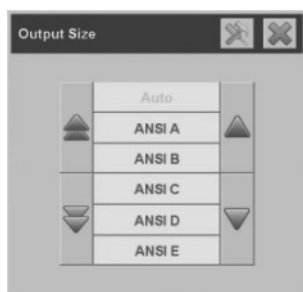 Output Size
Auto
ANSI A
ANSI B
ANSI C
ANSI D
ANSI E